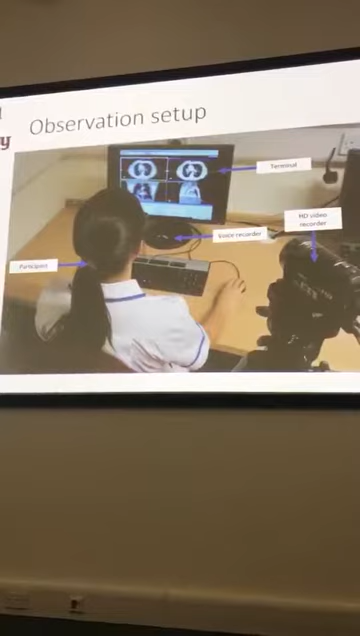 Observation setup
Terminal
HD video
recorder
Voice recorder
Participant